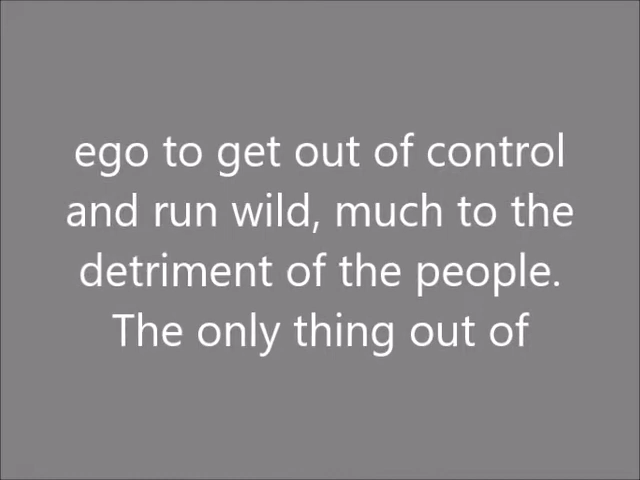 ego to get out of control
and run wild, much to the
detriment of the people.
The only thing out of